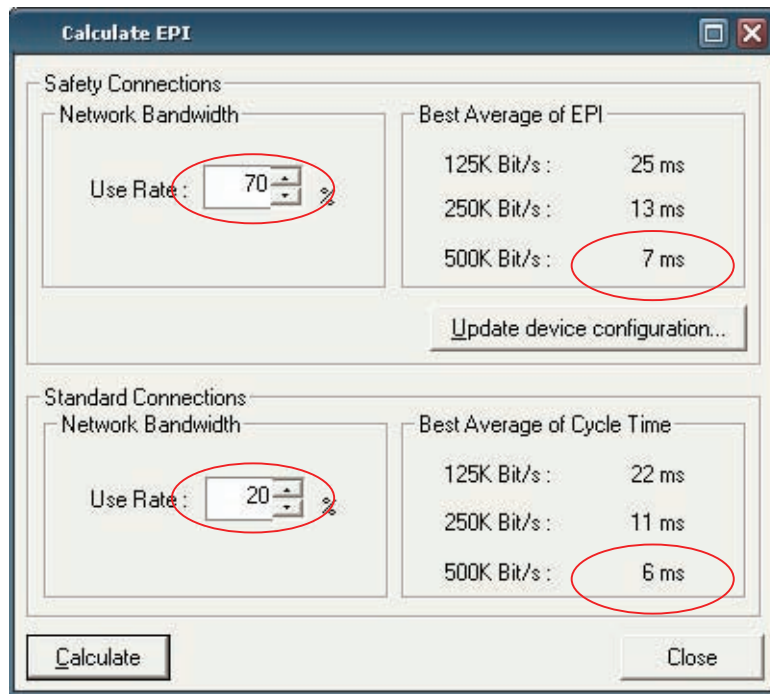 Calculate EPI
Safety Connections
Network Bandwidth
Use Rate : 70 %
Best Average of EPI
125K Bit/s : 25 ms
250K Bit/s : 13 ms
500K Bit/s : 7 ms
Update device configuration...
Standard Connections
Network Bandwidth
Use Rate : 20 %
Best Average of Cycle Time
125K Bit/s : 22 ms
250K Bit/s : 11 ms
500K Bit/s : 6 ms
Calculate
Close